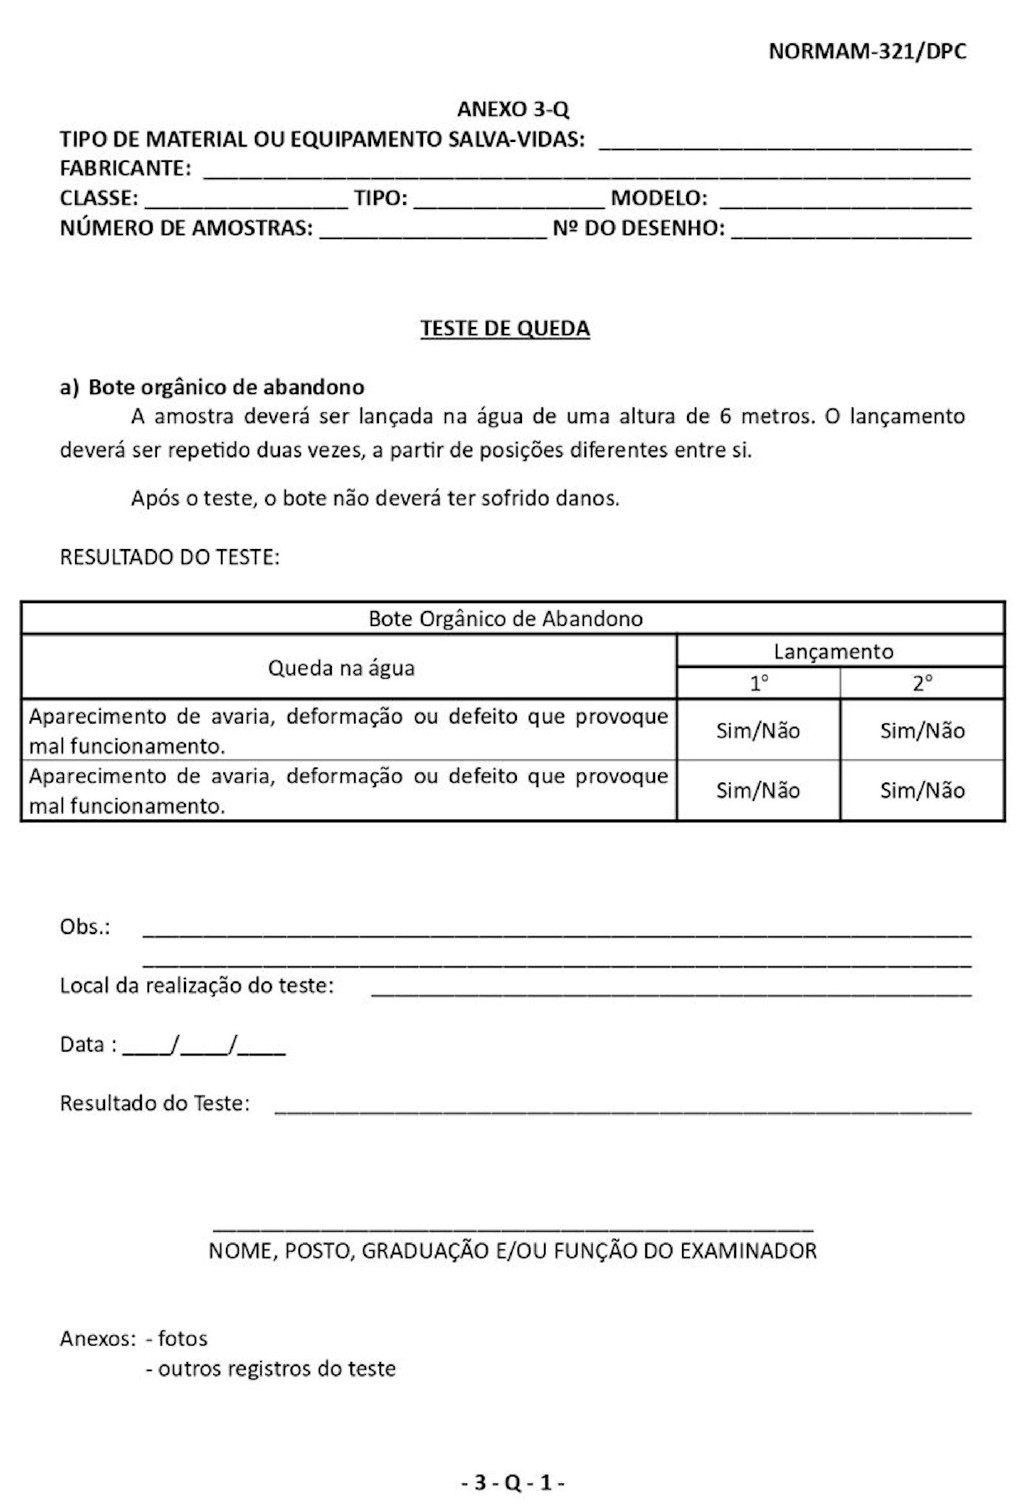 NORMAM-321/DPC
ANEXO 3-Q
TIPO DE MATERIAL OU EQUIPAMENTO SALVA-VIDAS: _______________________________
FABRICANTE: ________________________________________________________________
CLASSE: _________________ TIPO: ________________ MODELO: _____________________
NÚMERO DE AMOSTRAS: ___________________ Nº DO DESENHO: ____________________
TESTE DE QUEDA
a) Bote orgânico de abandono
A amostra deverá ser lançada na água de uma altura de 6 metros. O lançamento
deverá ser repetido duas vezes, a partir de posições diferentes entre si.
Após o teste, o bote não deverá ter sofrido danos.
RESULTADO DO TESTE:
Bote Orgânico de Abandono
Queda na água
Lançamento
1° 2°
Aparecimento de avaria, deformação ou defeito que provoque
mal funcionamento.
Sim/Não Sim/Não
Aparecimento de avaria, deformação ou defeito que provoque
mal funcionamento.
Sim/Não Sim/Não
Obs.: _____________________________________________________________________
_____________________________________________________________________
Local da realização do teste: __________________________________________________
Data : ____/____/____
Resultado do Teste: __________________________________________________________
__________________________________________________
NOME, POSTO, GRADUAÇÃO E/OU FUNÇÃO DO EXAMINADOR
Anexos: - fotos
- outros registros do teste
- 3 - Q - 1 -